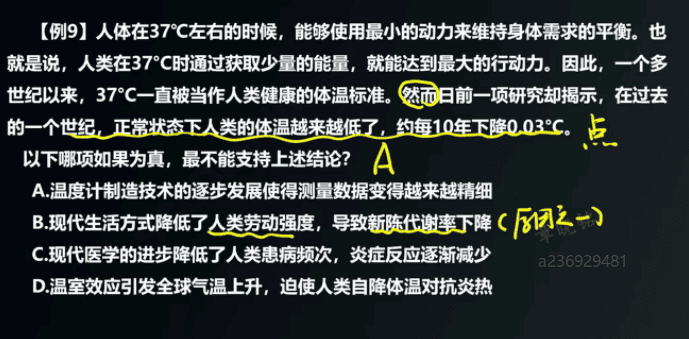 【例9】人体在37℃左右的时候，能够使用最小的动力来维持身体需求的平衡。也
就是说，人类在37°C时通过获取少量的能量，就能达到最大的行动力。因此，一个多
世纪以来，37°C一直被当作人类健康的体温标准。然而日前一项研究却揭示，在过去
的一个世纪，正常状态下人类的体温越来越低了，约每10年下降0.03°C。
点
以下哪项如果为真，最不能支持上述结论？
A
A.温度计制造技术的逐步发展使得测量数据变得越来越精细
B.现代生活方式降低了人类劳动强度，导致新陈代谢率下降
(原因之一)
C.现代医学的进步降低了人类患病频次，炎症反应逐渐减少
a236929481
D.温室效应引发全球气温上升，迫使人类自降体温对抗炎热